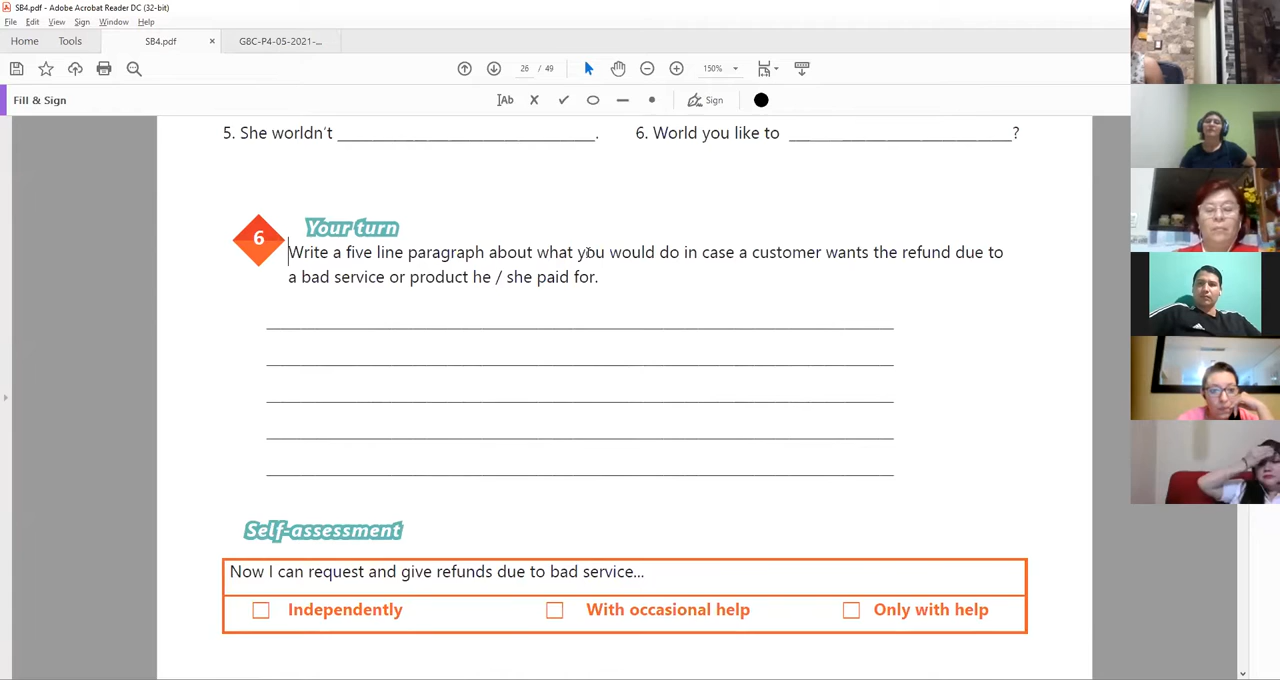 SB4.pdf - Adobe Acrobat Reader DC (32-bit)
File Edit View Sign Window Help
Home Tools SB4.pdf × GBC-P4-05-2021-...
26 / 49 150%
Fill & Sign Ab Sign
5. She worldn't ____________________________. 6. World you like to ________________________?
6 Your turn
Write a five line paragraph about what you would do in case a customer wants the refund due to
a bad service or product he / she paid for.
Self-assessment
Now I can request and give refunds due to bad service...
Independently With occasional help Only with help